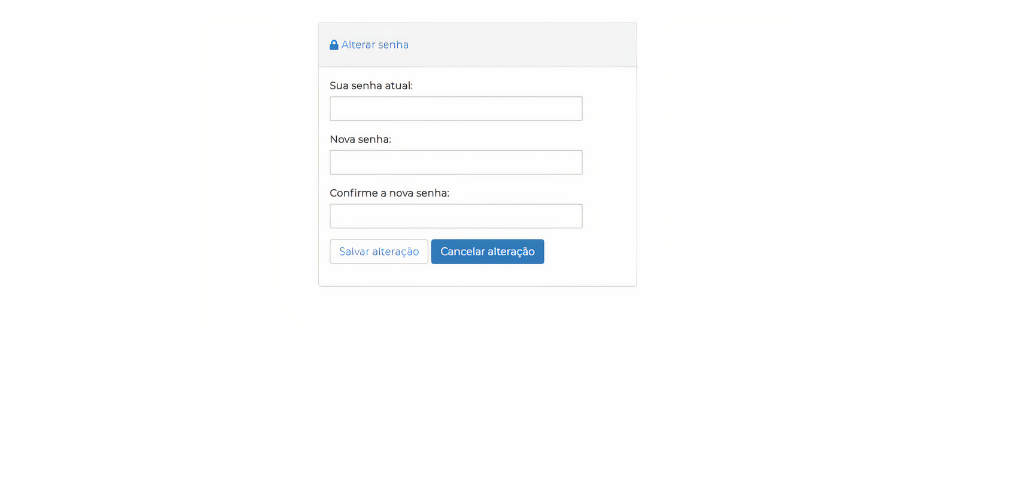 Alterar senha
Sua senha atual:
Nova senha:
Confirme a nova senha:
Salvar alteração Cancelar alteração